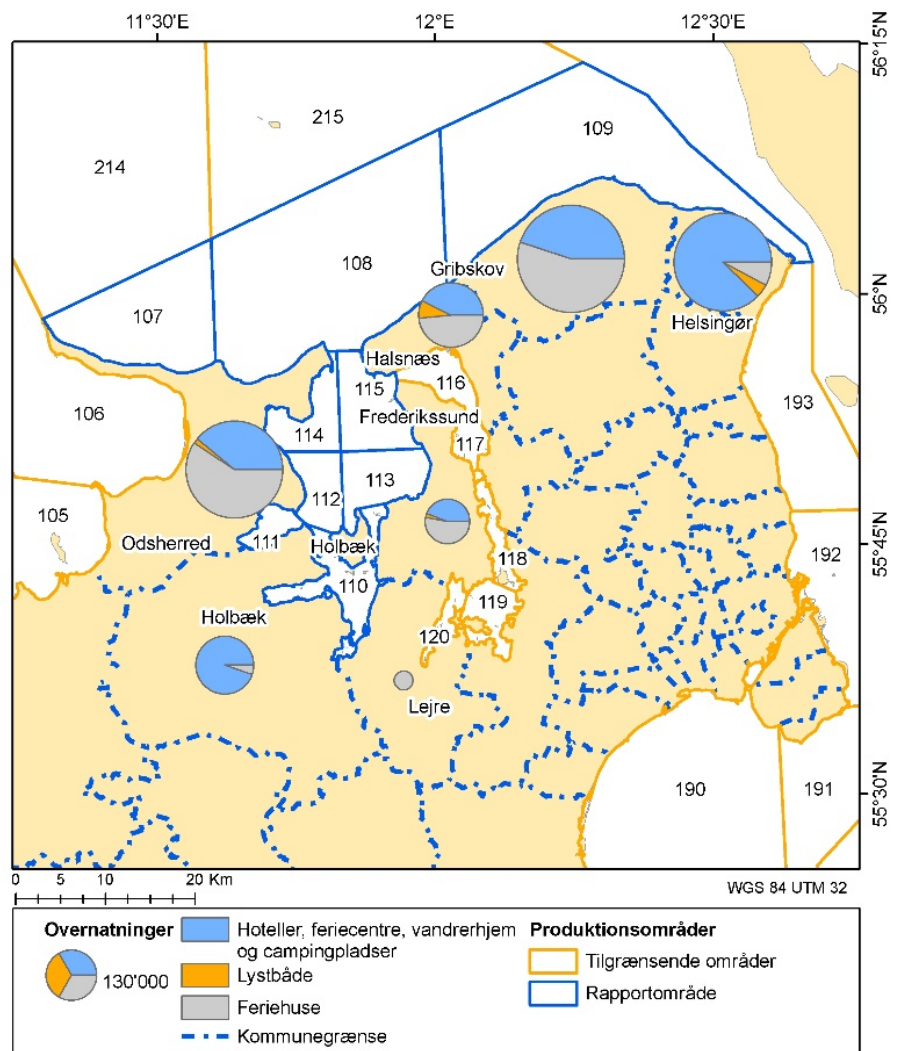 11°30'E
12°E
12°30'E
56°15'N
215
109
214
108
Gribskov
56°N
107
Helsingør
Halsnæs
115
116
193
106
Frederikssund
114
117
113
112
105
Odsherred
111
Holbæk
55°45'N
118
192
110
119
Holbæk
120
Lejre
190
191
55°30'N
0 5 10 20 Km
WGS 84 UTM 32
Overnatninger
130'000
Hoteller, feriecentre, vandrerhjem
og campingpladser
Lystbåde
Feriehuse
Kommunegrænse
Produktionsområder
Tilgrænsende områder
Rapportområde